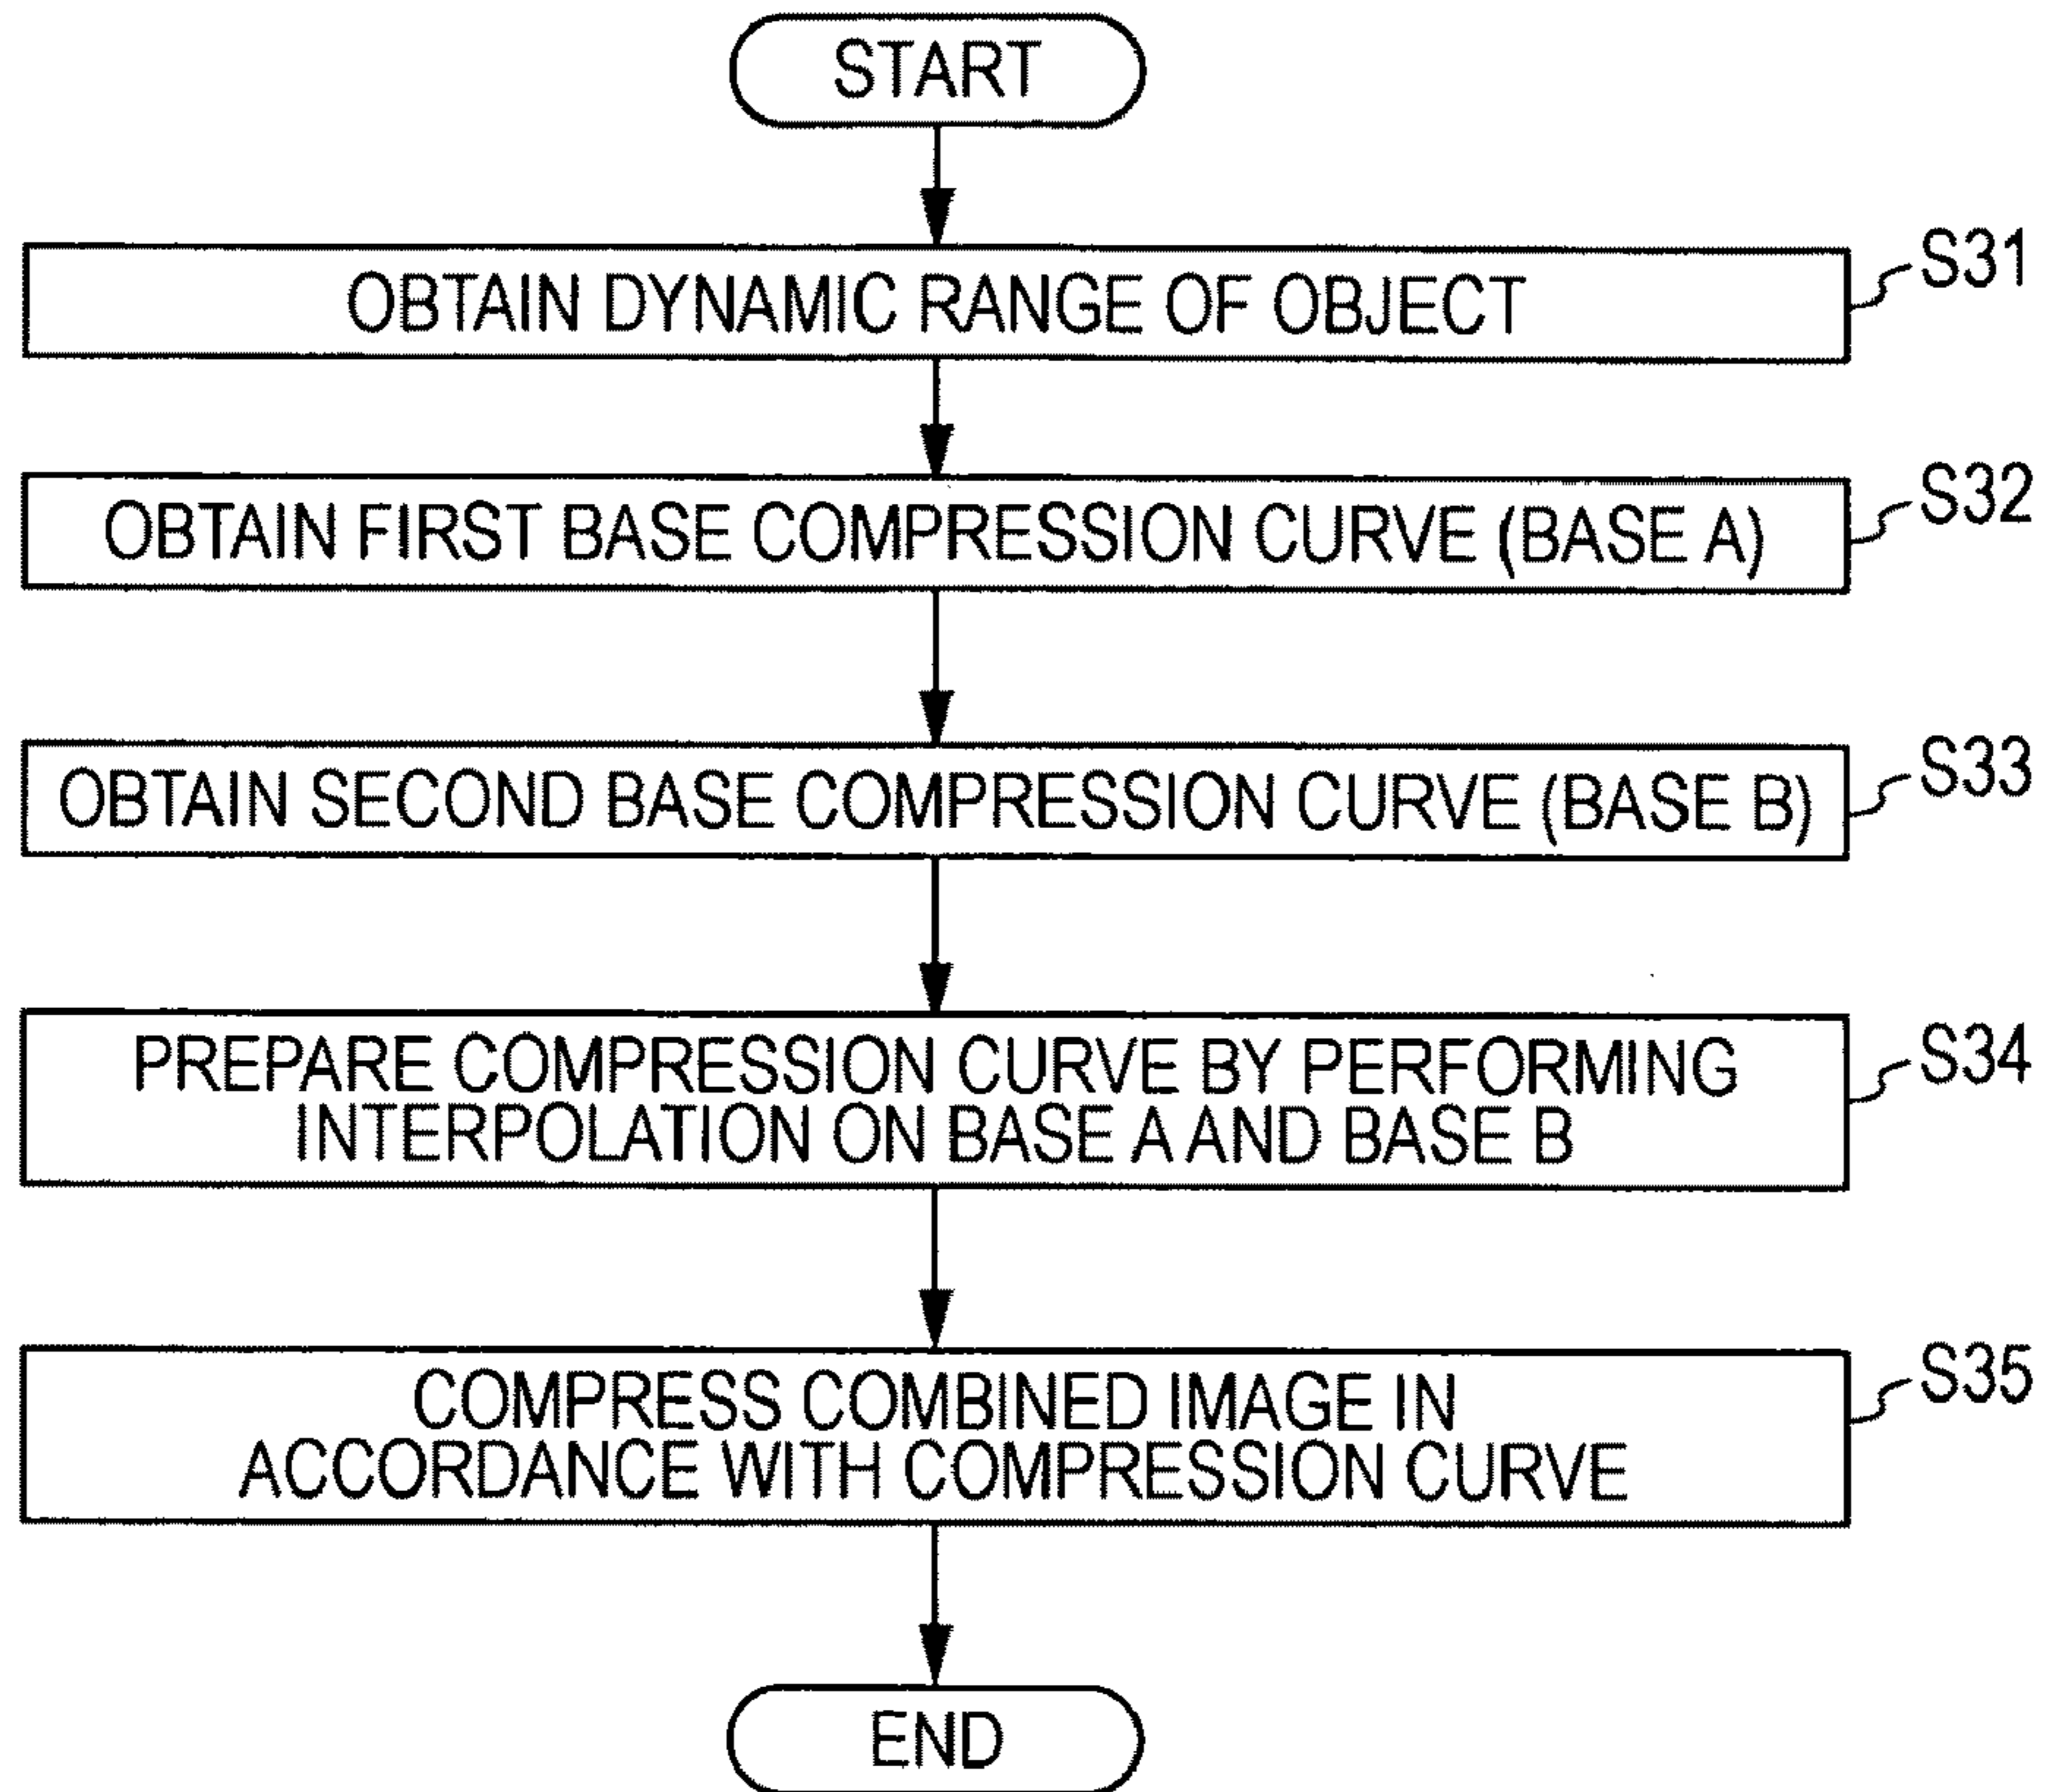 START
OBTAIN DYNAMIC RANGE OF OBJECT
S31
OBTAIN FIRST BASE COMPRESSION CURVE (BASE A)
S32
OBTAIN SECOND BASE COMPRESSION CURVE (BASE B)
S33
PREPARE COMPRESSION CURVE BY PERFORMING
INTERPOLATION ON BASE A AND BASE B
S34
COMPRESS COMBINED IMAGE IN
ACCORDANCE WITH COMPRESSION CURVE
S35
END